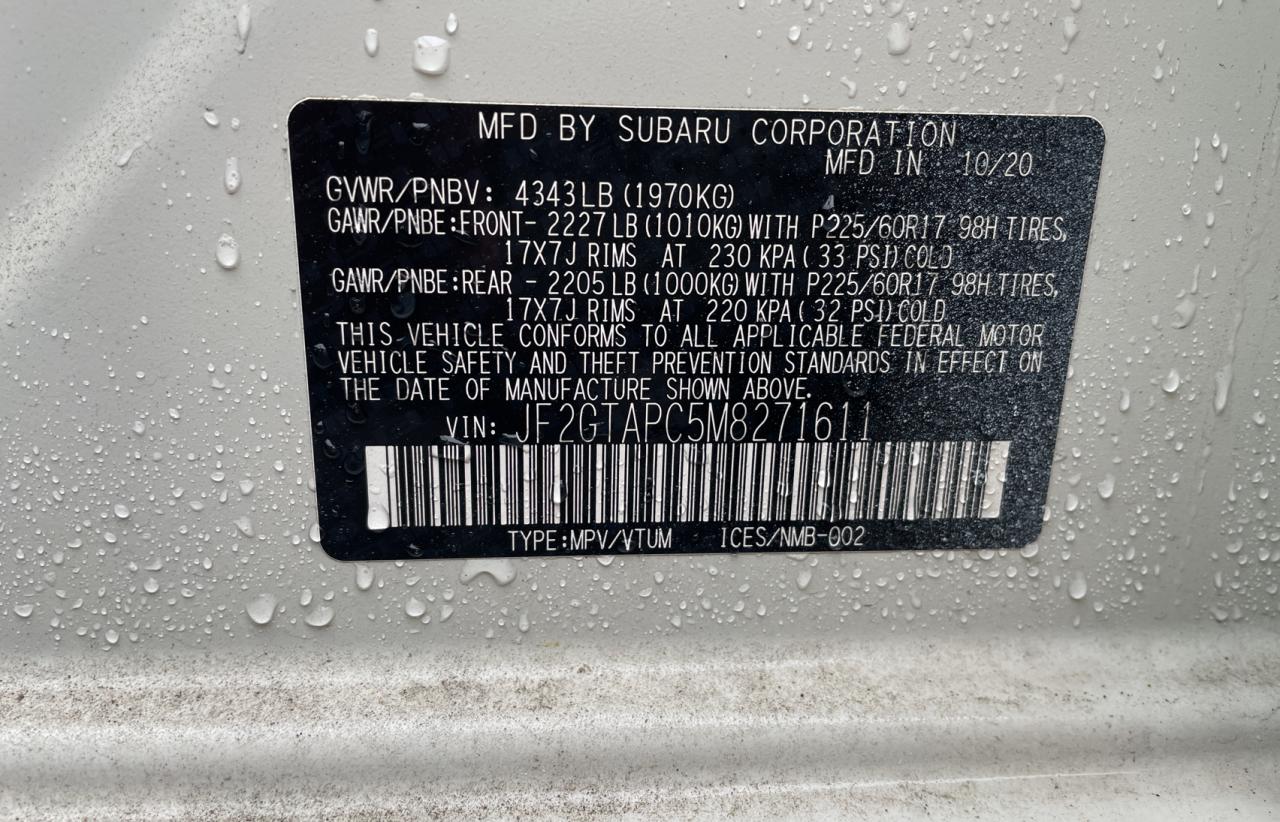 MFD BY SUBARU CORPORATION
MFD IN 10/20
GVWR/PNBV: 4343LB (1970KG)
GAWR/PNBE:FRONT- 2227 LB (1010KG) WITH P225/60R17 98H TIRES,
17X7J RIMS AT 230 KPA ( 33 PSI) COLD
GAWR/PNBE:REAR - 2205 LB (1000KG) WITH P225/60R17 98H TIRES,
17X7J RIMS AT 220 KPA ( 32 PSI) COLD
THIS VEHICLE CONFORMS TO ALL APPLICABLE FEDERAL MOTOR
VEHICLE SAFETY AND THEFT PREVENTION STANDARDS IN EFFECT ON
THE DATE OF MANUFACTURE SHOWN ABOVE.
VIN: JF2GTAPC5M8271611
TYPE:MPV/VTUM ICES/NMB-002